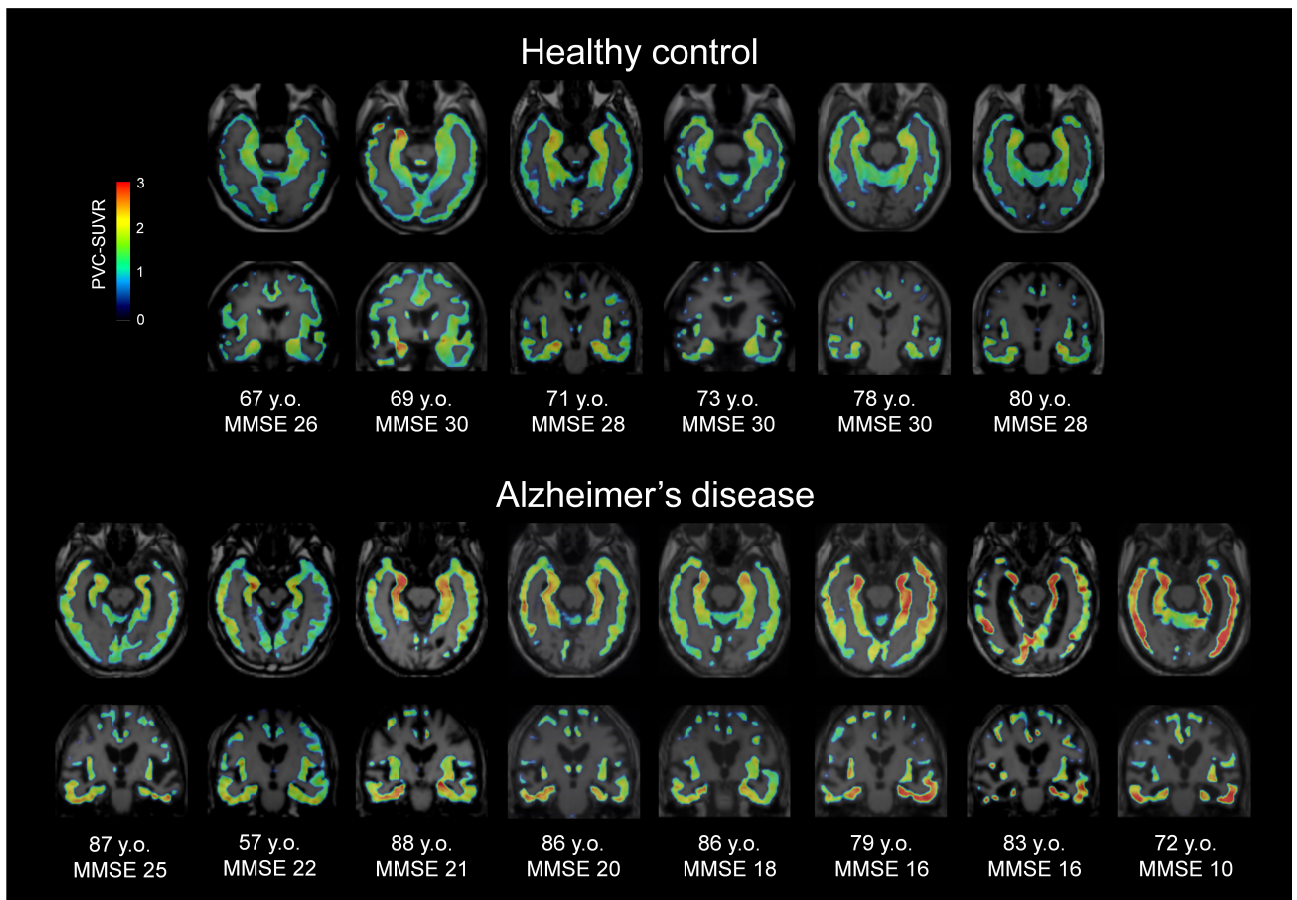 Healthy control
PVC-SUVR
3
2
1
0
67 y.o.
MMSE 26
69 y.o.
MMSE 30
71 y.o.
MMSE 28
73 y.o.
MMSE 30
78 y.o.
MMSE 30
80 y.o.
MMSE 28
Alzheimer’s disease
87 y.o.
MMSE 25
57 y.o.
MMSE 22
88 y.o.
MMSE 21
86 y.o.
MMSE 20
86 y.o.
MMSE 18
79 y.o.
MMSE 16
83 y.o.
MMSE 16
72 y.o.
MMSE 10